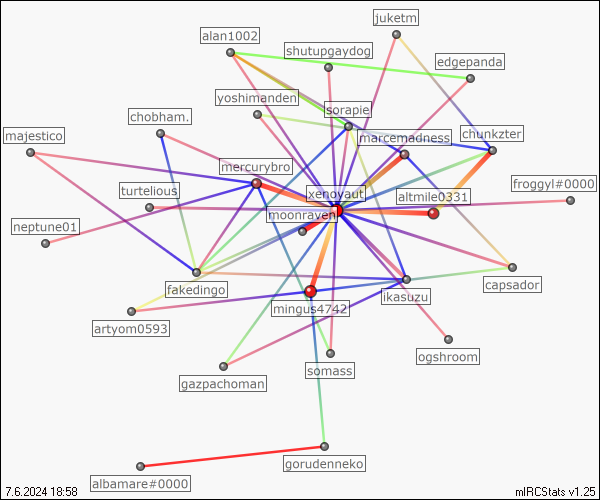 juketm
alan1002
shutupgaydog
edgepanda
yoshimanden
sorapie
chobham.
majestico
marcemadness
chunkzter
mercurybro
froggyl#0000
turtelious
xenovaut
altmile0331
neptune01
moonraven
fakedingo
capsador
ikasuzu
mingus4742
artyom0593
ogshroom
somass
gazpachoman
gorudenneko
albamare#0000
7.6.2024 18:58
mIRCStats v1.25